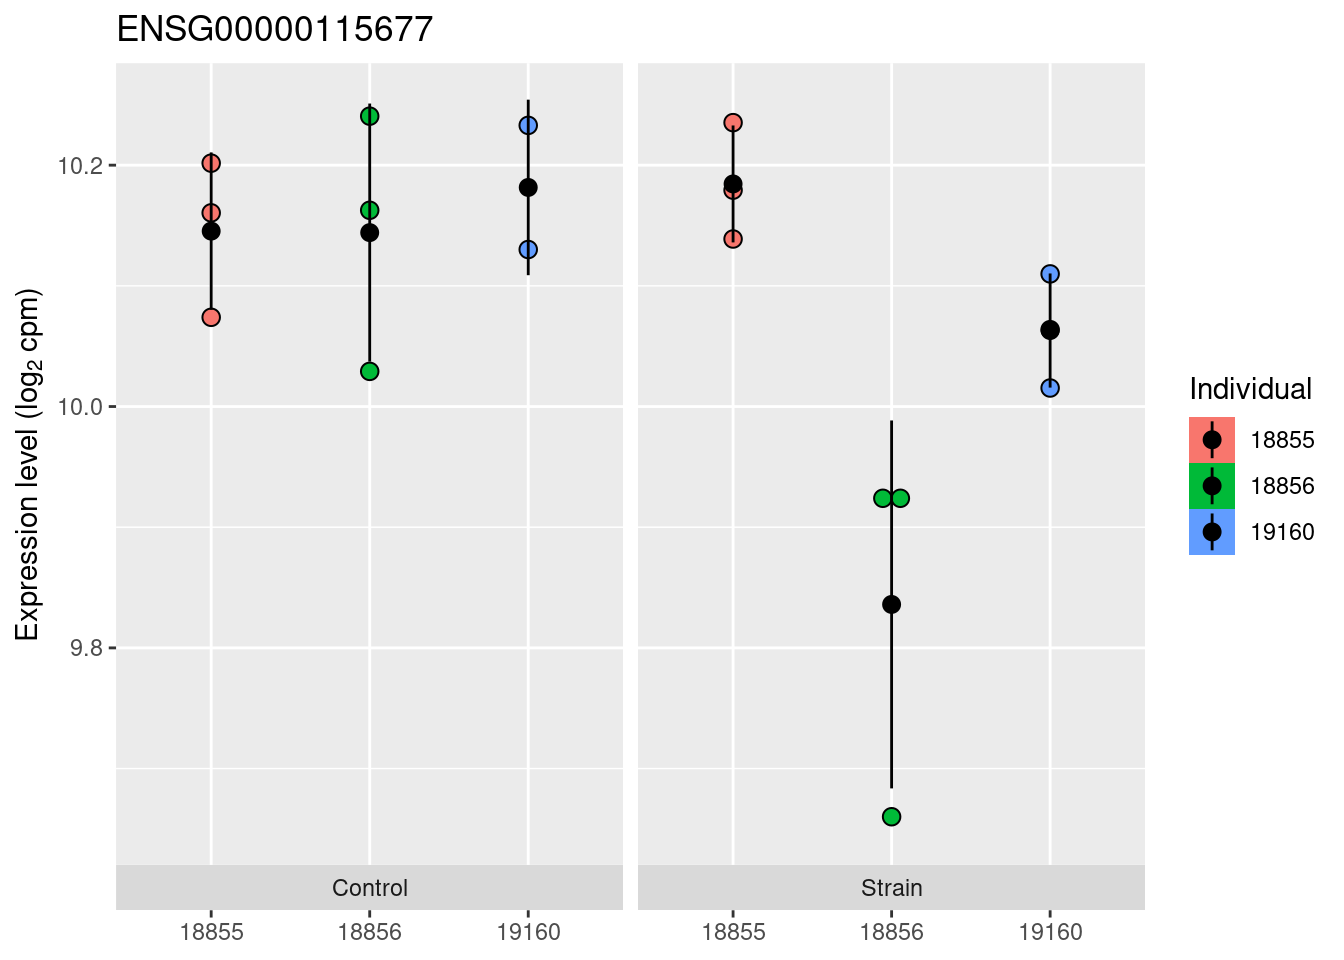 ENSG00000115677
Expression level (log₂ cpm)
10.2
10.0
9.8
Control
Strain
18855
18856
19160
18855
18856
19160
Individual
18855
18856
19160